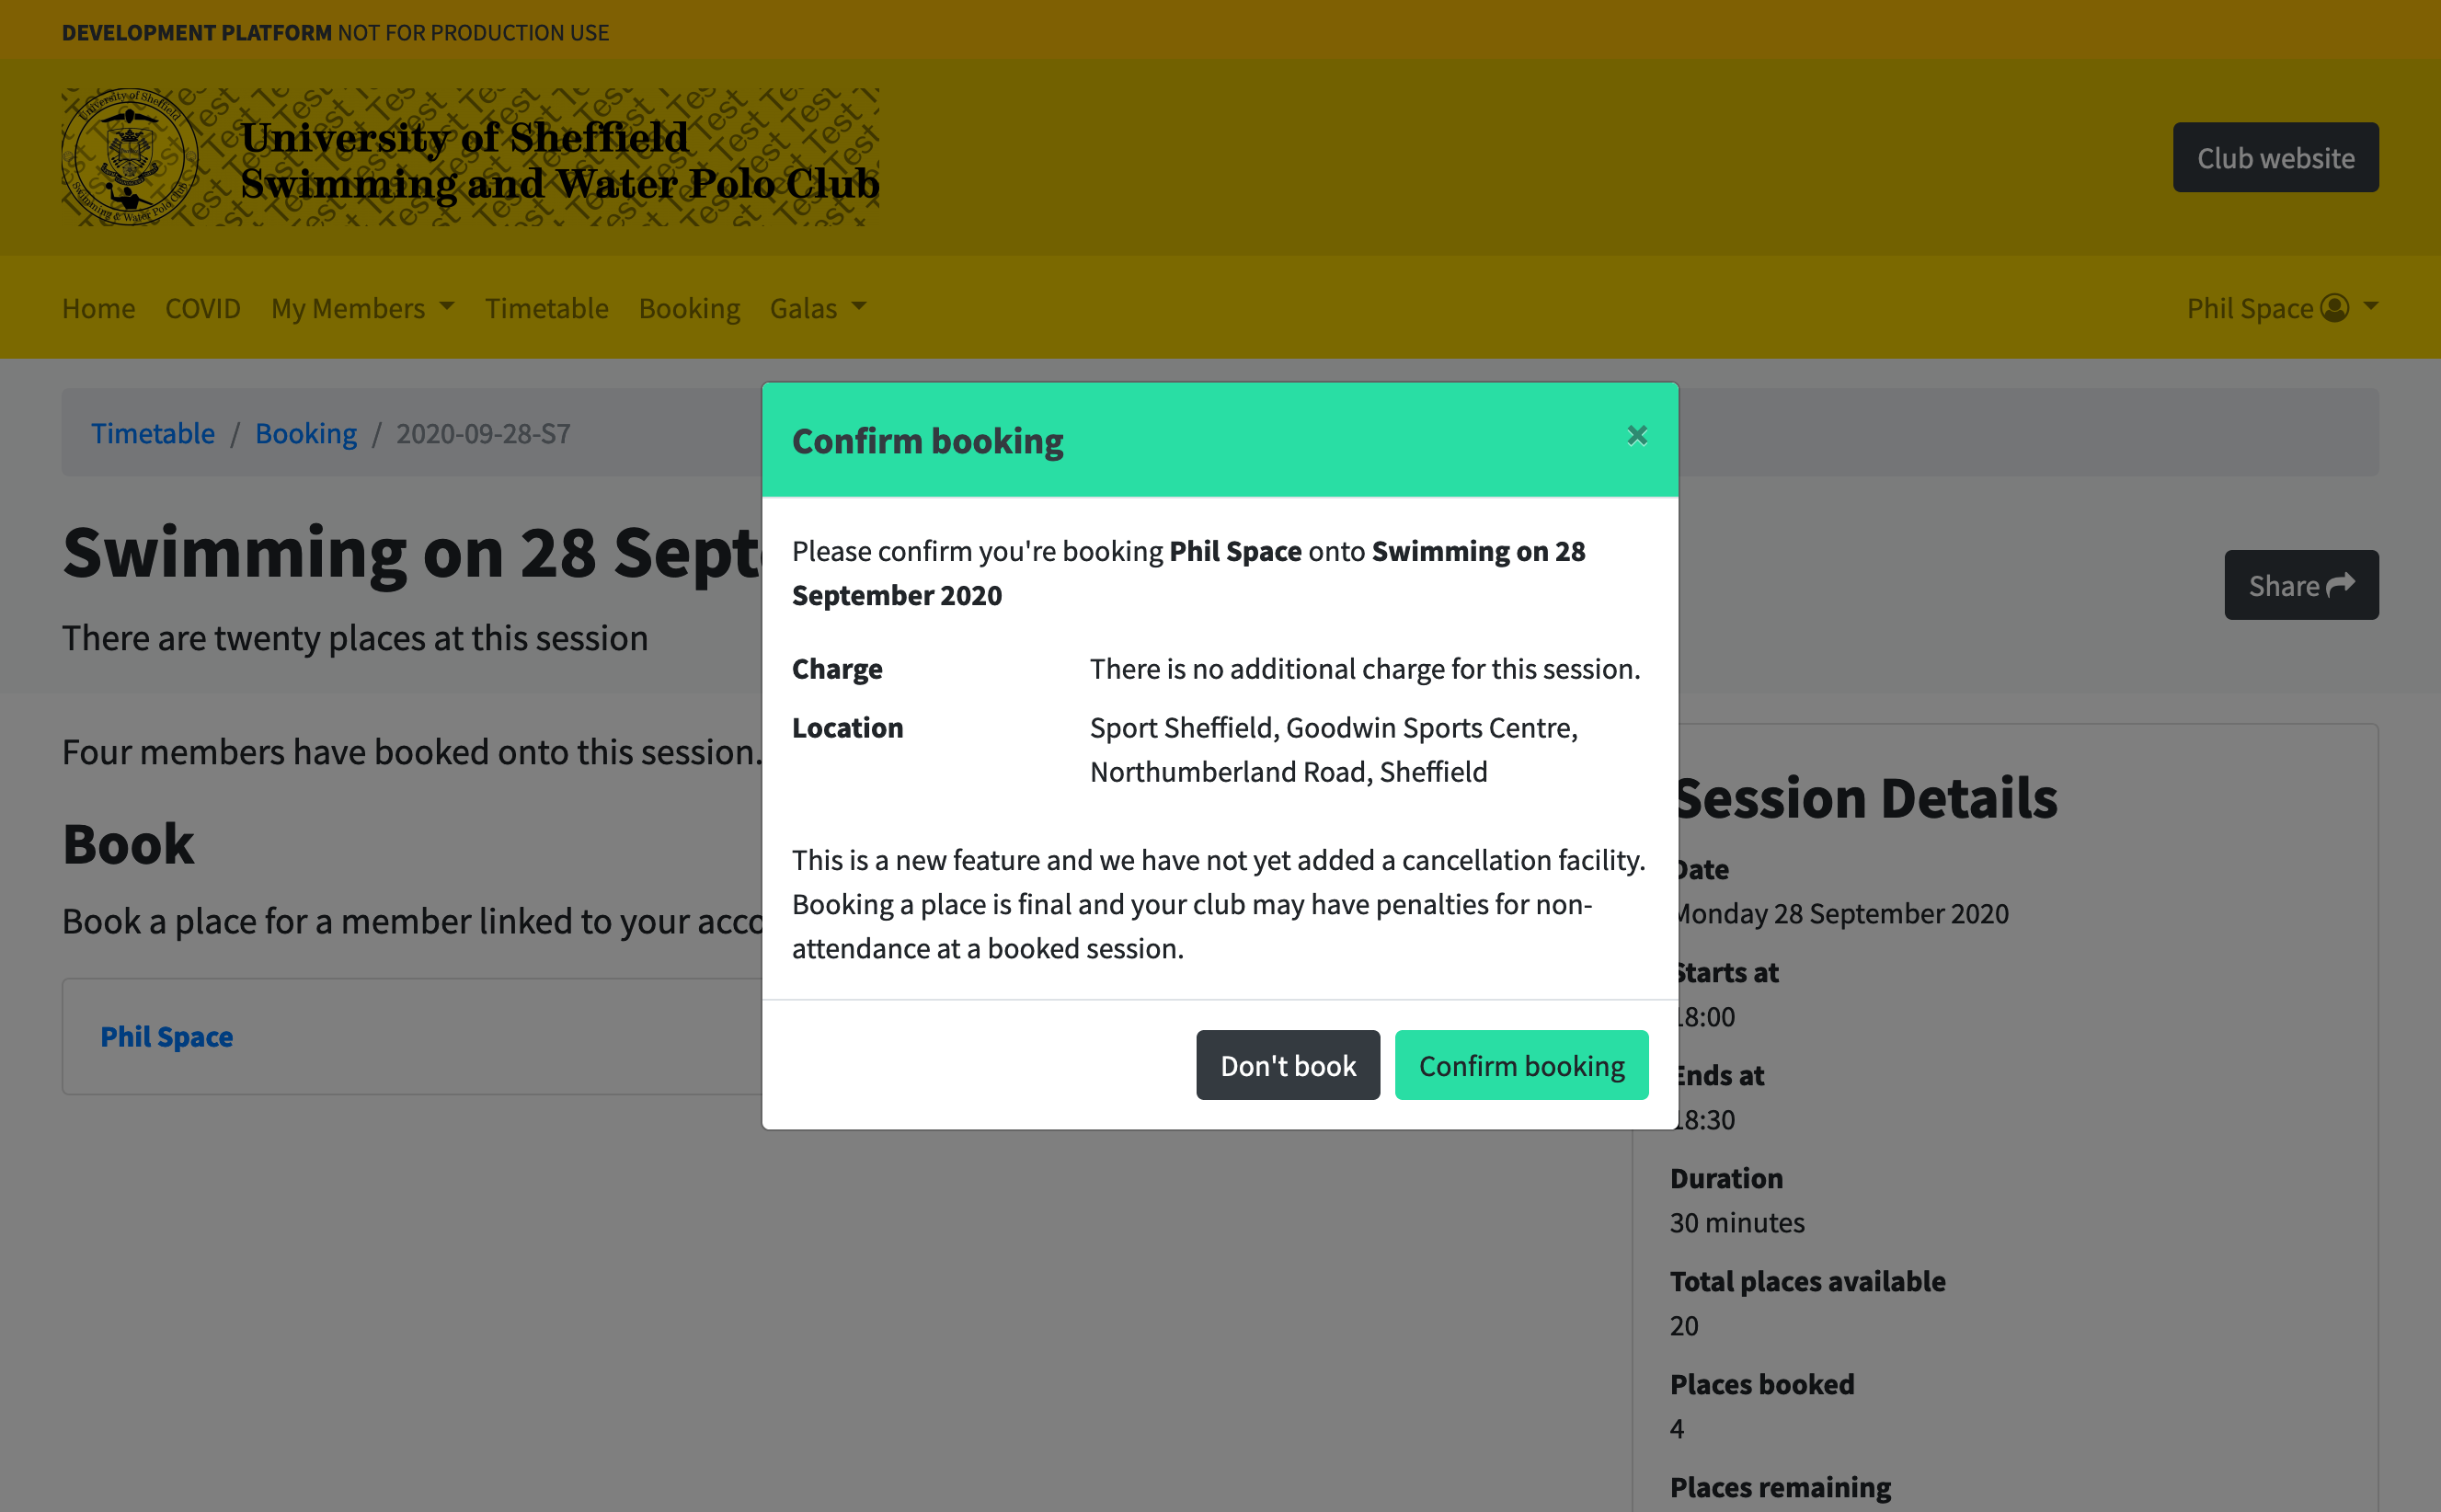 DEVELOPMENT PLATFORM NOT FOR PRODUCTION USE
University of Sheffield
Swimming & Water Polo Club
University of Sheffield
Swimming and Water Polo Club
Club website
Home COVID My Members Timetable Booking Galas Phil Space
Timetable / Booking / 2020-09-28-S7
Swimming on 28 Sept
There are twenty places at this session
Share
Four members have booked onto this session.
Book
Book a place for a member linked to your acco
Phil Space
Confirm booking ×
Please confirm you're booking Phil Space onto Swimming on 28
September 2020
Charge There is no additional charge for this session.
Location Sport Sheffield, Goodwin Sports Centre,
Northumberland Road, Sheffield
This is a new feature and we have not yet added a cancellation facility.
Booking a place is final and your club may have penalties for non-
attendance at a booked session.
Don't book Confirm booking
Session Details
Date
Monday 28 September 2020
Starts at
18:00
Ends at
18:30
Duration
30 minutes
Total places available
20
Places booked
4
Places remaining